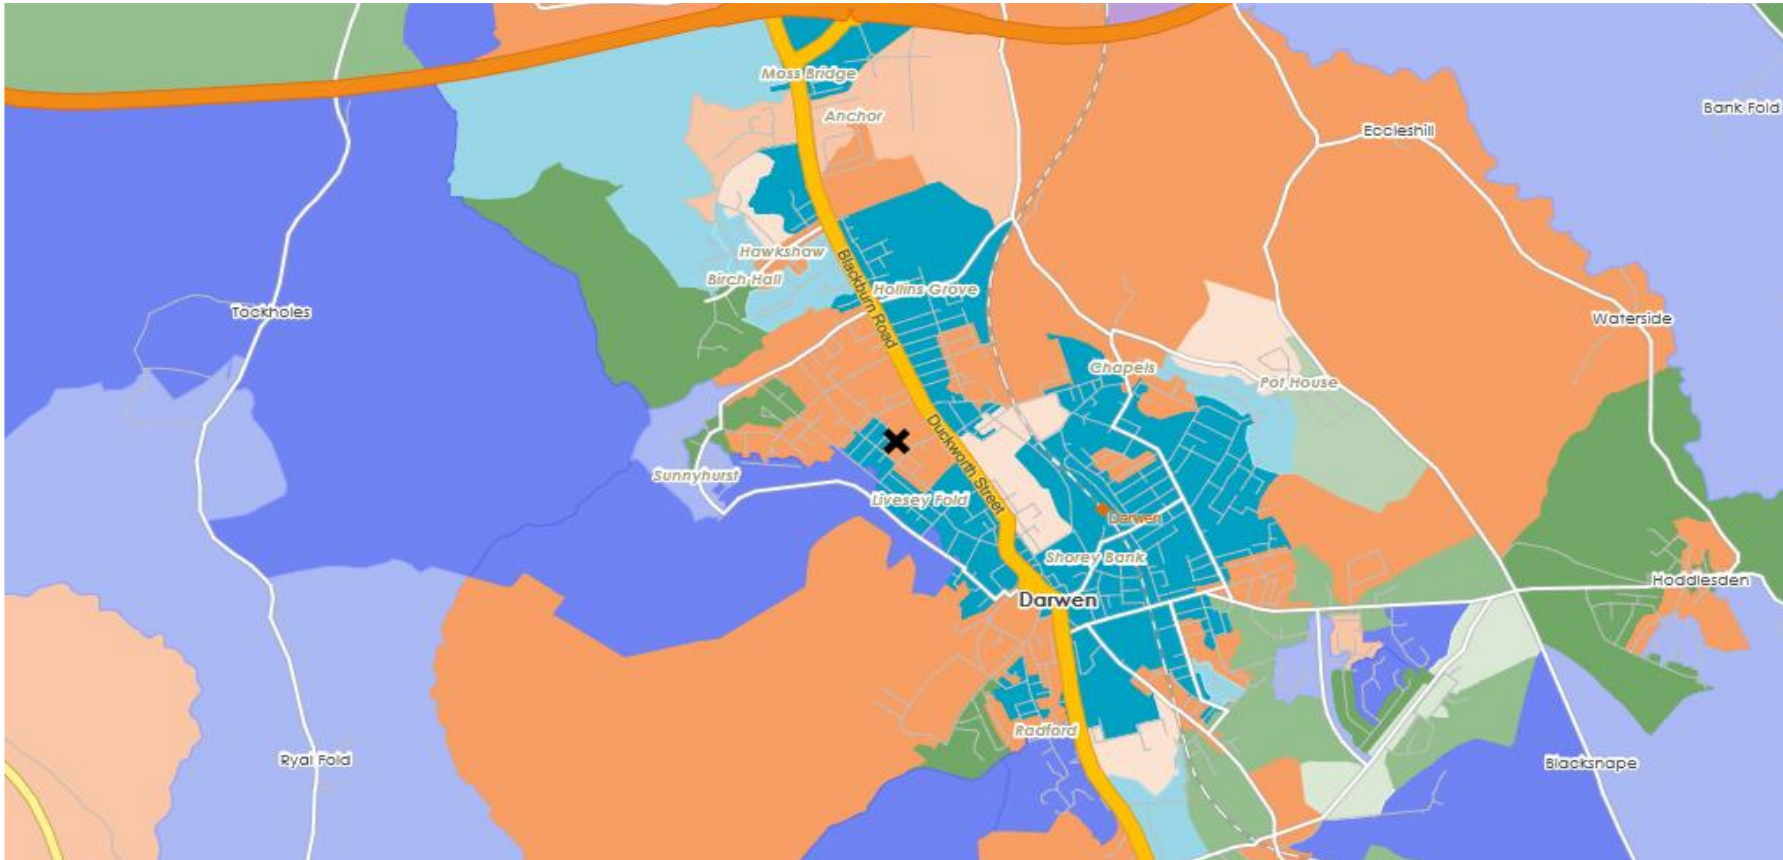 Moss Bridge
Bank Fold
Anchor
Eccleshill
Hawkshaw
Birch Hall
Hollins Grove
Blackburn Road
Tockholes
Waterside
Chapels
Pot House
Duckworth Street
Sunnyhurst
Livesey Fold
Darwen
Shorey Bank
Hoddlesden
Darwen
Radford
Ryal Fold
Blacksnape